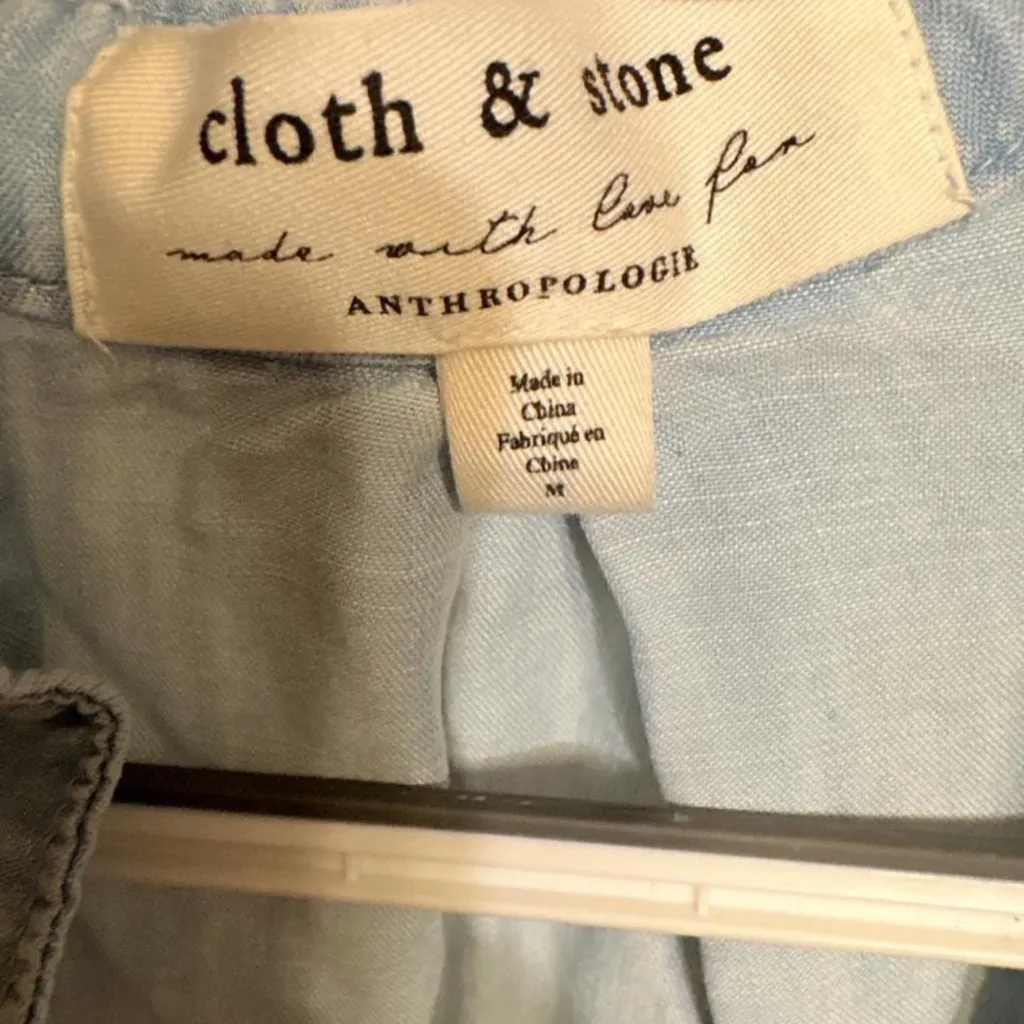 cloth & stone
made with love for
ANTHROPOLOGIE
Made in
China
Fabriqué en
Chine
M